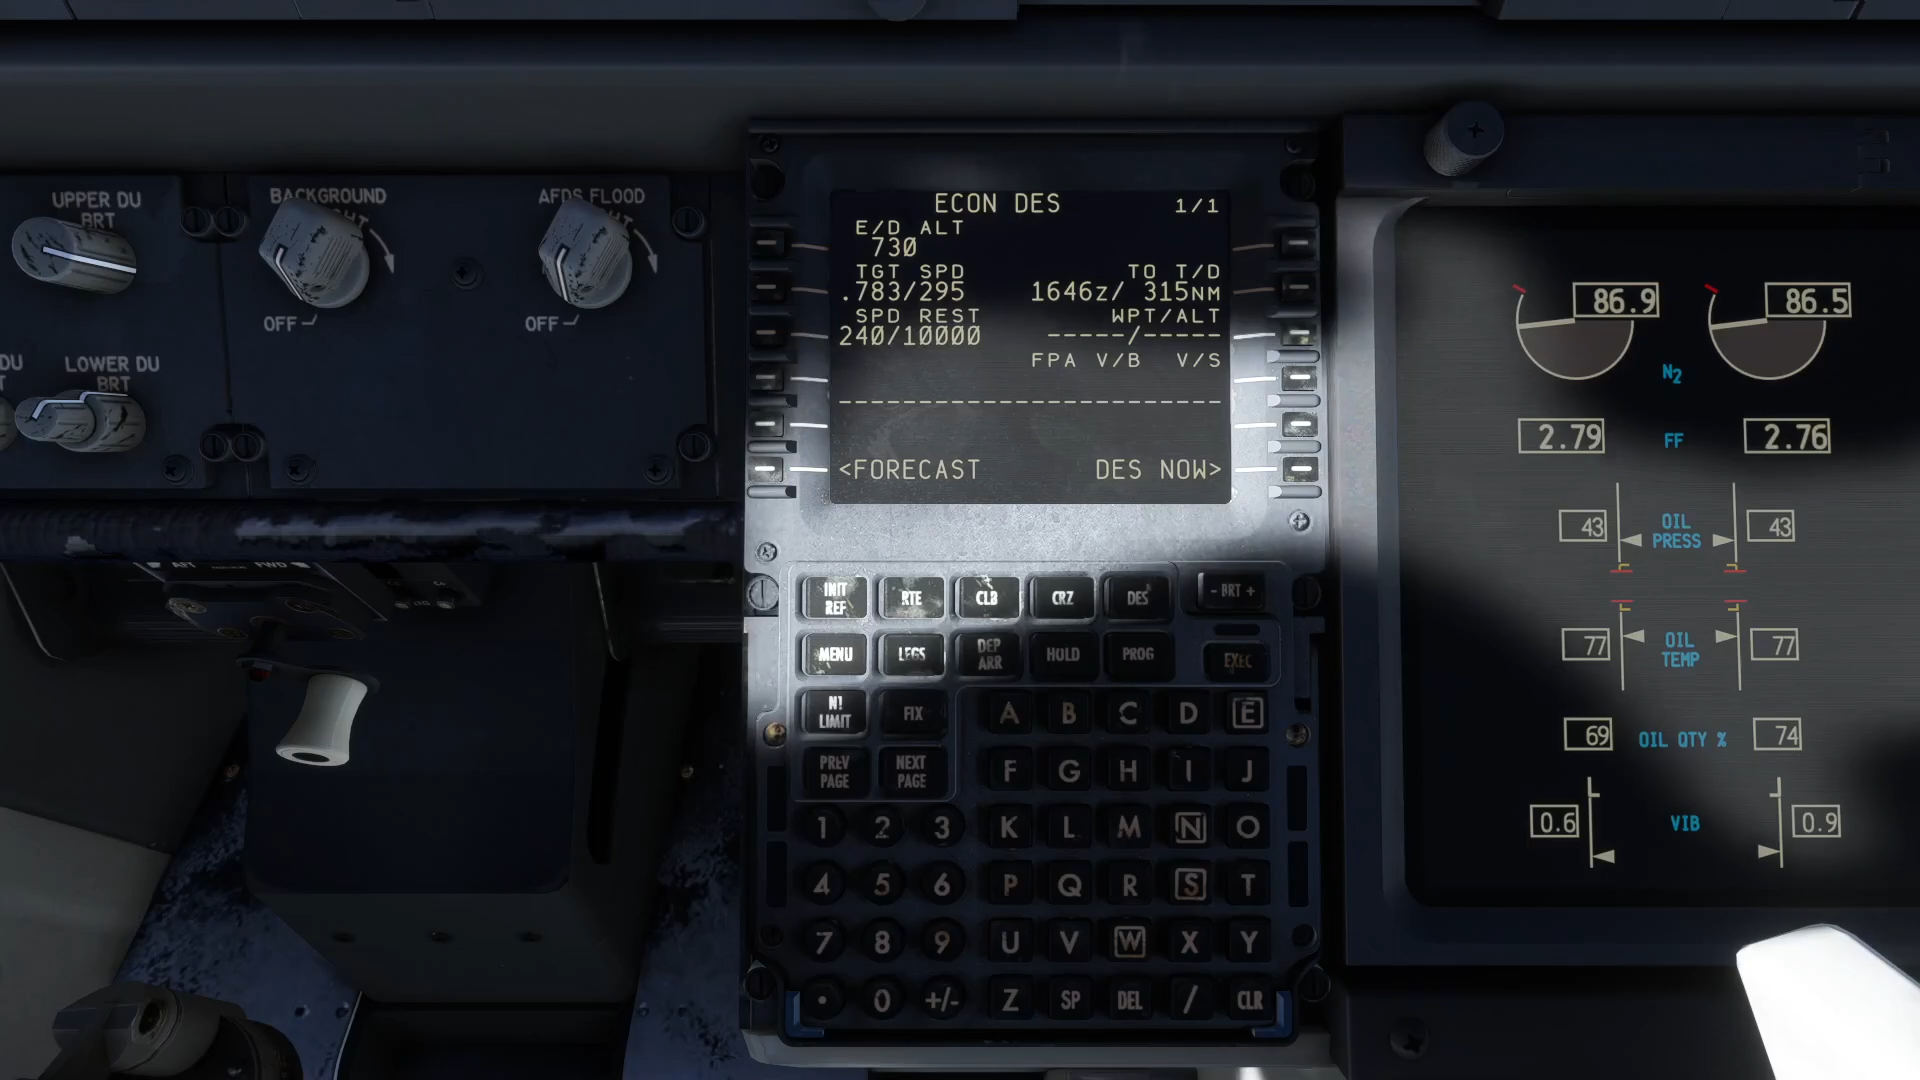 UPPER DU
BRT
BACKGROUND
AFDS FLOOD
OFF
OFF
LOWER DU
BRT
DU
AFT
FWD
ECON DES 1/1
E/D ALT
730
TGT SPD TO T/D
.783/295 1646z/ 315NM
SPD REST WPT/ALT
240/10000 -----/-----
FPA V/B V/S
------------------------
<FORECAST DES NOW>
INIT REF RTE CLB CRZ DES - BRT +
MENU LEGS DEP ARR HOLD PROG EXEC
N1 LIMIT FIX
PREV PAGE NEXT PAGE
A B C D E
F G H I J
1 2 3 K L M N O
4 5 6 P Q R S T
7 8 9 U V W X Y
. 0 +/- Z SP DEL / CLR
86.9 86.5
N2
2.79 FF 2.76
43 OIL PRESS 43
77 OIL TEMP 77
69 OIL QTY % 74
0.6 VIB 0.9